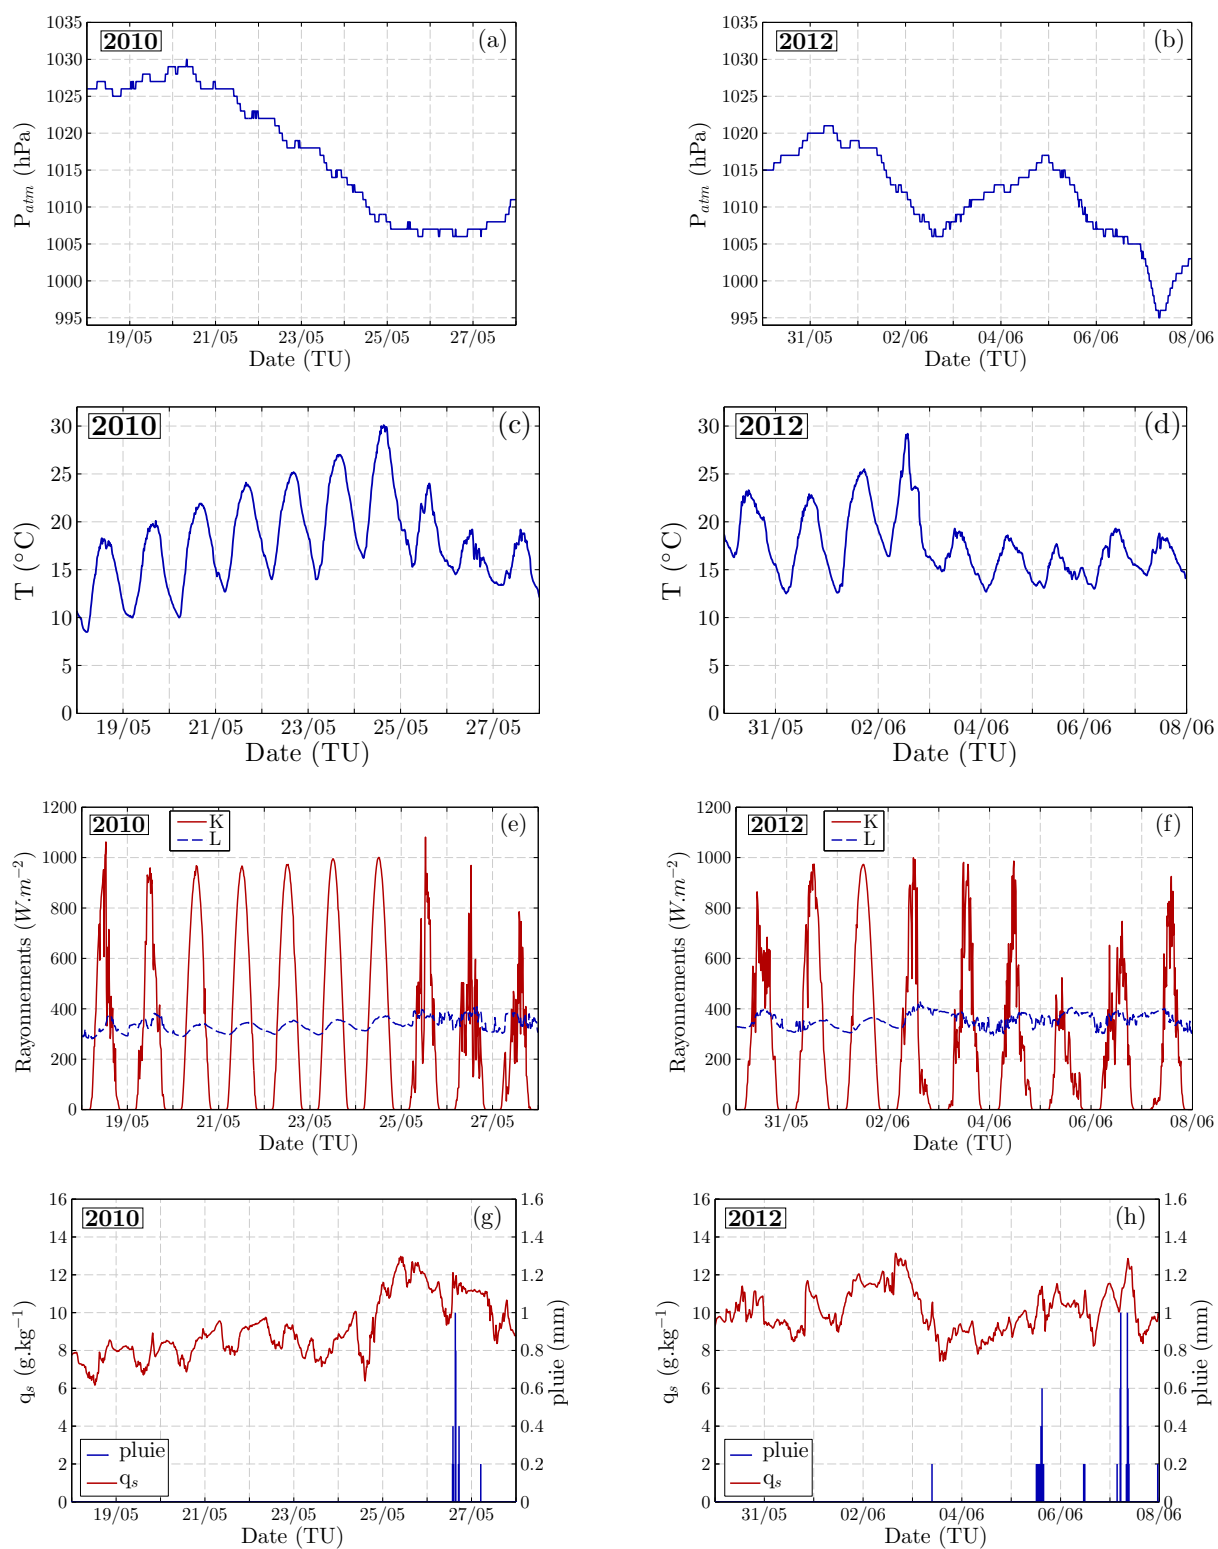 2010
(a)
1035
1030
1025
1020
1015
1010
1005
1000
995
P_atm (hPa)
19/05 21/05 23/05 25/05 27/05
Date (TU)
2012
(b)
1035
1030
1025
1020
1015
1010
1005
1000
995
P_atm (hPa)
31/05 02/06 04/06 06/06 08/06
Date (TU)
2010
(c)
30
25
20
15
10
5
0
T (°C)
19/05 21/05 23/05 25/05 27/05
Date (TU)
2012
(d)
30
25
20
15
10
5
0
T (°C)
31/05 02/06 04/06 06/06 08/06
Date (TU)
2010
K
L
(e)
1200
1000
800
600
400
200
0
Rayonnements (W.m⁻²)
19/05 21/05 23/05 25/05 27/05
Date (TU)
2012
K
L
(f)
1200
1000
800
600
400
200
0
Rayonnements (W.m⁻²)
31/05 02/06 04/06 06/06 08/06
Date (TU)
2010
(g)
16
14
12
10
8
6
4
2
0
q_s (g.kg⁻¹)
1.6
1.4
1.2
1
0.8
0.6
0.4
0.2
0
pluie (mm)
pluie
q_s
19/05 21/05 23/05 25/05 27/05
Date (TU)
2012
(h)
16
14
12
10
8
6
4
2
0
q_s (g.kg⁻¹)
1.6
1.4
1.2
1
0.8
0.6
0.4
0.2
0
pluie (mm)
pluie
q_s
31/05 02/06 04/06 06/06 08/06
Date (TU)